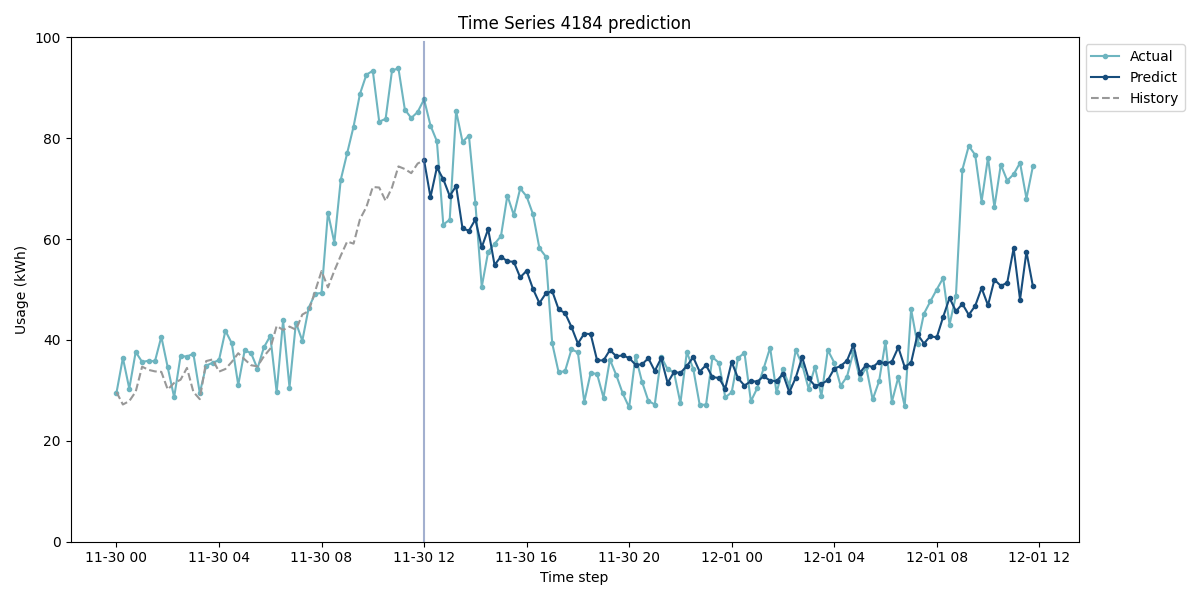 Time Series 4184 prediction
Usage (kWh)
100
80
60
40
20
0
11-30 00
11-30 04
11-30 08
11-30 12
11-30 16
11-30 20
12-01 00
12-01 04
12-01 08
12-01 12
Time step
Actual
Predict
History